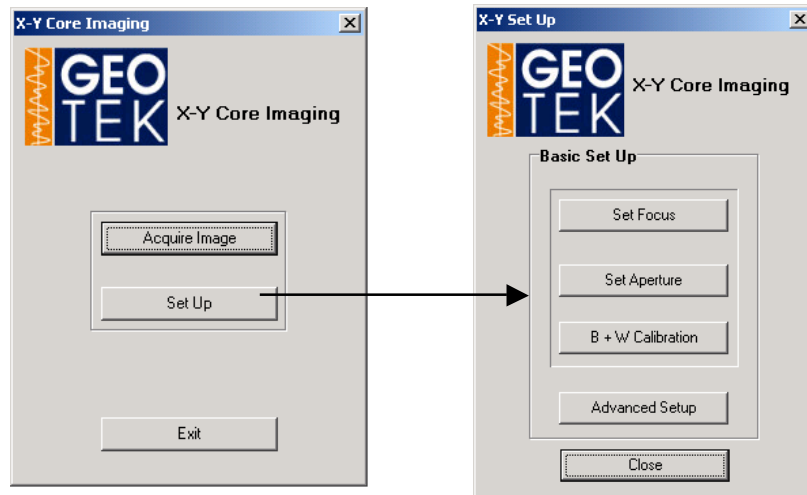 X-Y Core Imaging
GEO
TEK
X-Y Core Imaging
Acquire Image
Set Up
Exit
X-Y Set Up
GEO
TEK
X-Y Core Imaging
Basic Set Up
Set Focus
Set Aperture
B + W Calibration
Advanced Setup
Close